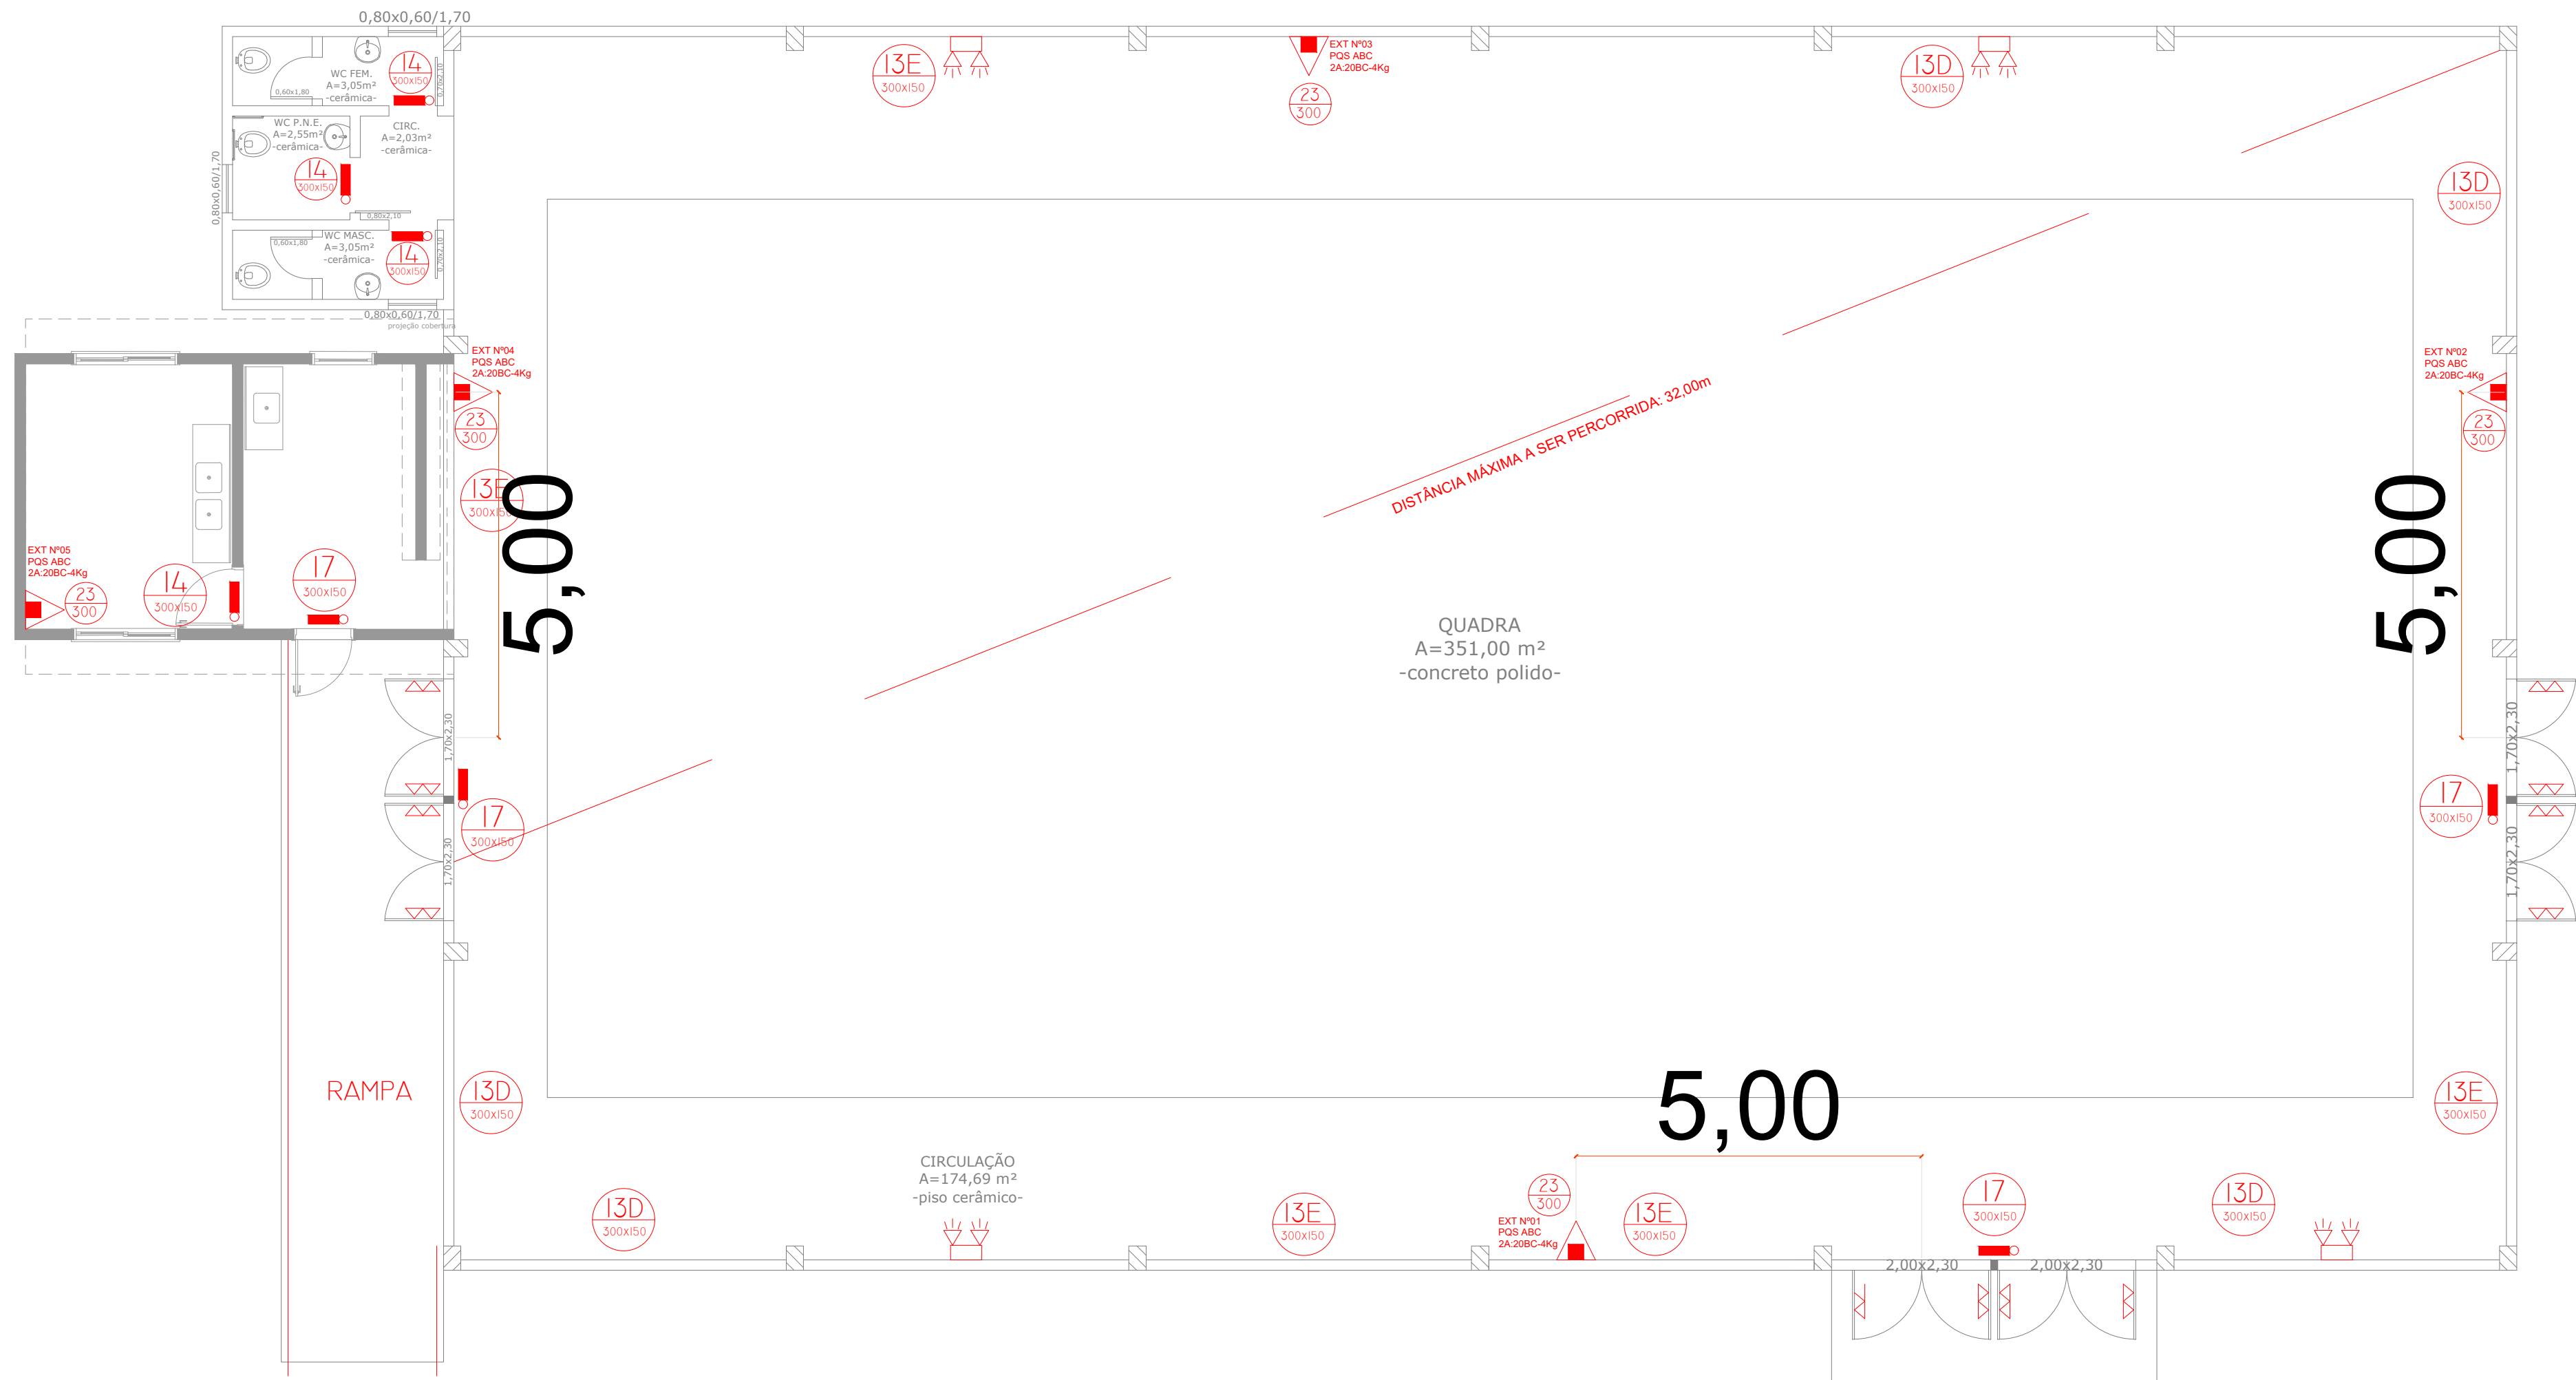 0,80x0,60/1,70
WC FEM.
A=3,05m²
-cerâmica-
0,60x1,80
14
300x150
0,70x2,10
WC P.N.E.
A=2,55m²
-cerâmica-
CIRC.
A=2,03m²
-cerâmica-
14
300x150
0,80x0,60/1,70
0,80x2,10
WC MASC.
A=3,05m²
-cerâmica-
0,60x1,80
14
300x150
0,70x2,10
0,80x0,60/1,70
projeção cobertura
13E
300x150
EXT Nº03
PQS ABC
2A:20BC-4Kg
23
300
13D
300x150
13D
300x150
EXT Nº04
PQS ABC
2A:20BC-4Kg
23
300
13E
300x150
5,00
EXT Nº02
PQS ABC
2A:20BC-4Kg
23
300
5,00
DISTÂNCIA MÁXIMA A SER PERCORRIDA: 32,00m
EXT Nº05
PQS ABC
2A:20BC-4Kg
23
300
14
300x150
17
300x150
QUADRA
A=351,00 m²
-concreto polido-
1,70x2,30
1,70x2,30
17
300x150
17
300x150
1,70x2,30
1,70x2,30
RAMPA
13D
300x150
13E
300x150
5,00
CIRCULAÇÃO
A=174,69 m²
-piso cerâmico-
13D
300x150
13E
300x150
23
300
EXT Nº01
PQS ABC
2A:20BC-4Kg
13E
300x150
17
300x150
13D
300x150
2,00x2,30
2,00x2,30